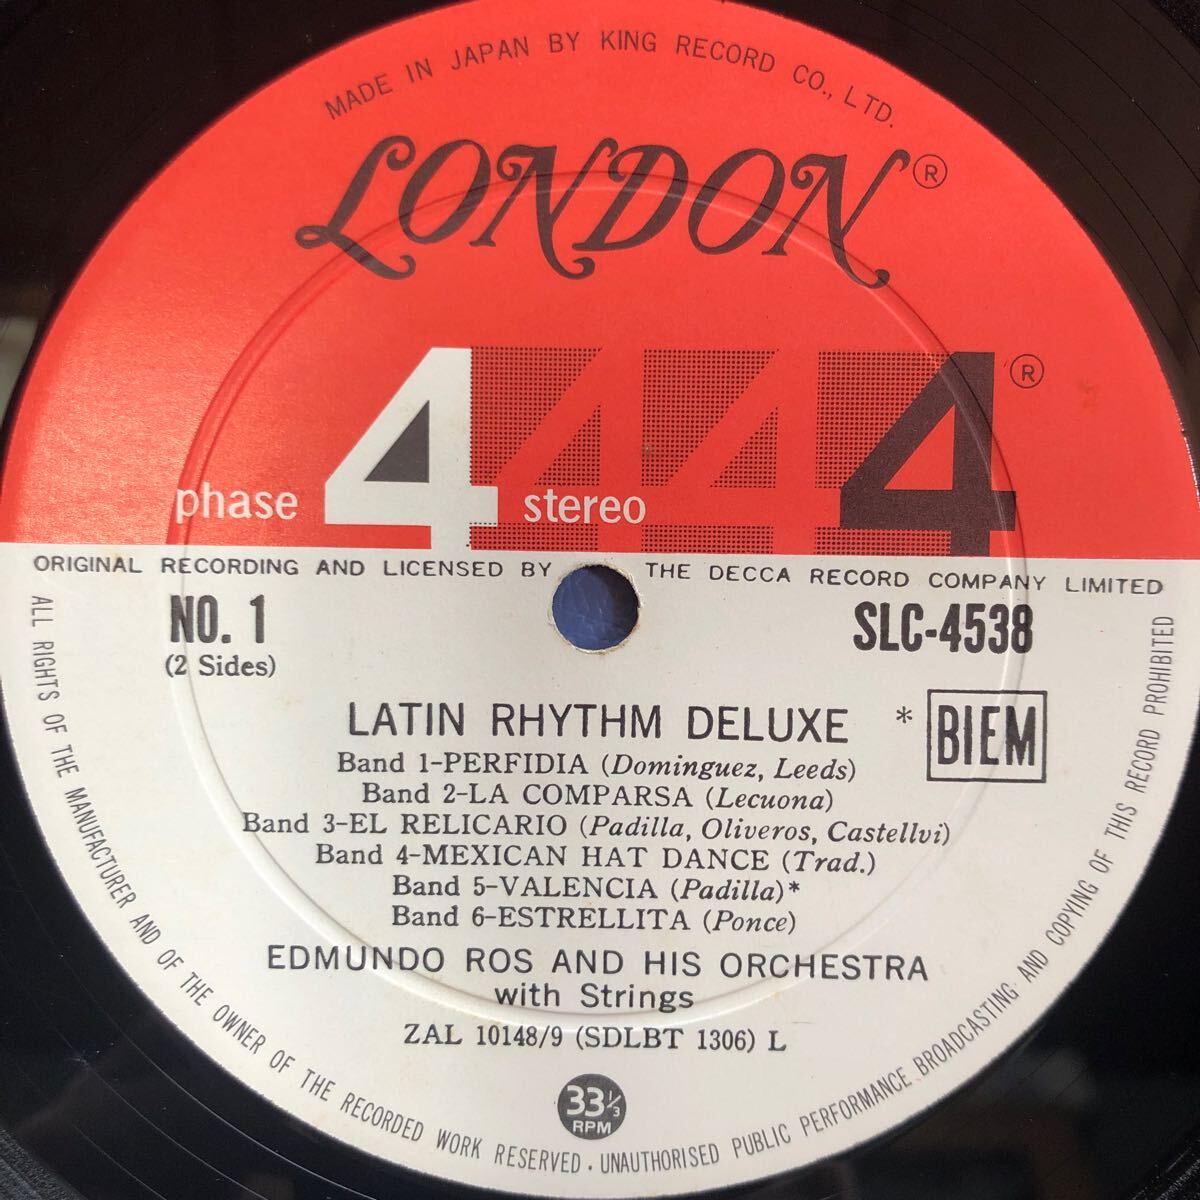 MADE IN JAPAN BY KING RECORD CO., LTD.
LONDON®
phase 4 stereo 444®
ORIGINAL RECORDING AND LICENSED BY THE DECCA RECORD COMPANY LIMITED
NO. 1 SLC-4538
(2 Sides)
LATIN RHYTHM DELUXE * BIEM
Band 1-PERFIDIA (Dominguez, Leeds)
Band 2-LA COMPARSA (Lecuona)
Band 3-EL RELICARIO (Padilla, Oliveros, Castellvi)
Band 4-MEXICAN HAT DANCE (Trad.)
Band 5-VALENCIA (Padilla)*
Band 6-ESTRELLITA (Ponce)
EDMUNDO ROS AND HIS ORCHESTRA
with Strings
ZAL 10148/9 (SDLBT 1306) L
33 1/3
RPM
ALL RIGHTS OF THE MANUFACTURER AND OF THE OWNER OF THE RECORDED WORK RESERVED · UNAUTHORISED PUBLIC PERFORMANCE BROADCASTING AND COPYING OF THIS RECORD PROHIBITED